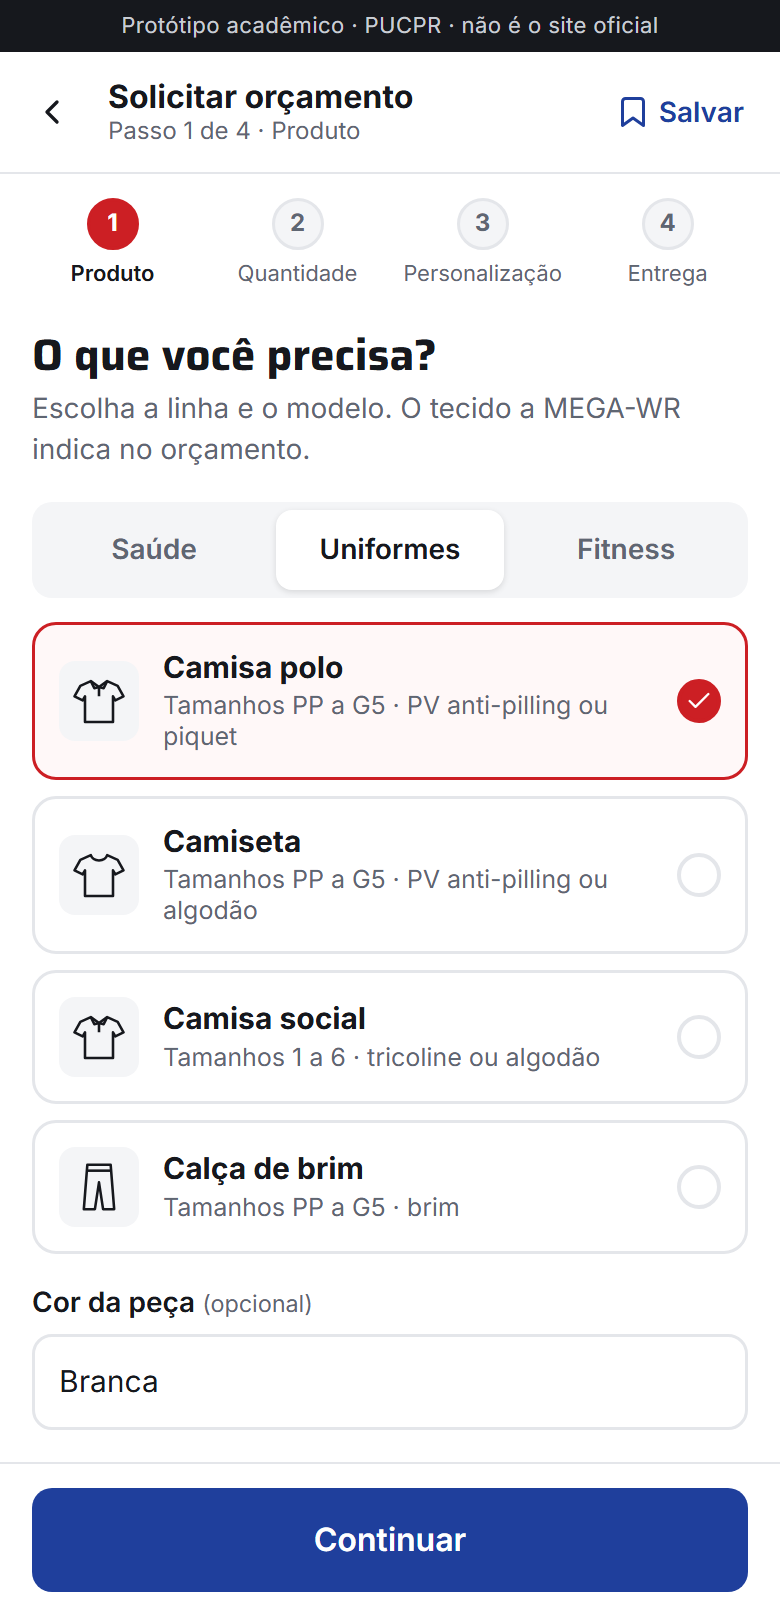 Protótipo acadêmico · PUCPR · não é o site oficial
Solicitar orçamento
Passo 1 de 4 · Produto
Salvar
1
2
3
4
Produto
Quantidade
Personalização
Entrega
O que você precisa?
Escolha a linha e o modelo. O tecido a MEGA-WR
indica no orçamento.
Saúde
Uniformes
Fitness
Camisa polo
Tamanhos PP a G5 · PV anti-pilling ou
piquet
Camiseta
Tamanhos PP a G5 · PV anti-pilling ou
algodão
Camisa social
Tamanhos 1 a 6 · tricoline ou algodão
Calça de brim
Tamanhos PP a G5 · brim
Cor da peça (opcional)
Branca
Continuar